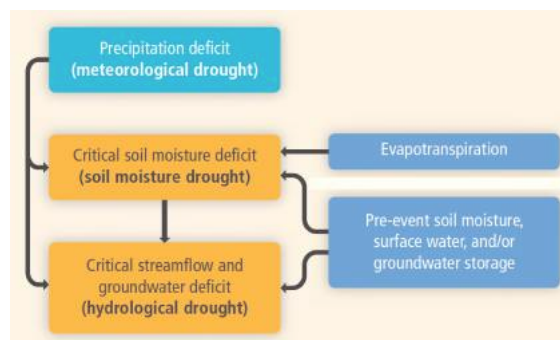 Precipitation deficit
(meteorological drought)
Critical soil moisture deficit
(soil moisture drought)
Evapotranspiration
Pre-event soil moisture,
surface water, and/or
groundwater storage
Critical streamflow and
groundwater deficit
(hydrological drought)